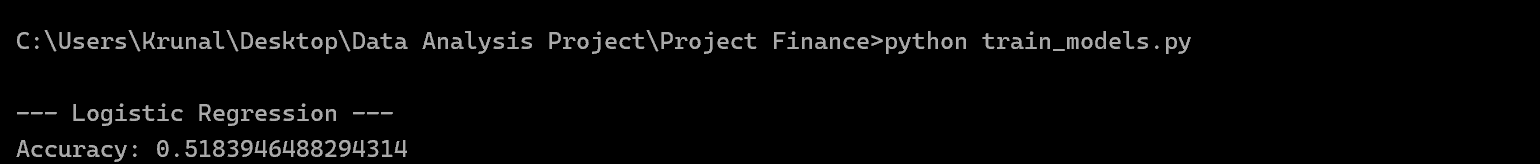 C:\Users\Krunal\Desktop\Data Analysis Project\Project Finance>python train_models.py
--- Logistic Regression ---
Accuracy: 0.5183946488294314